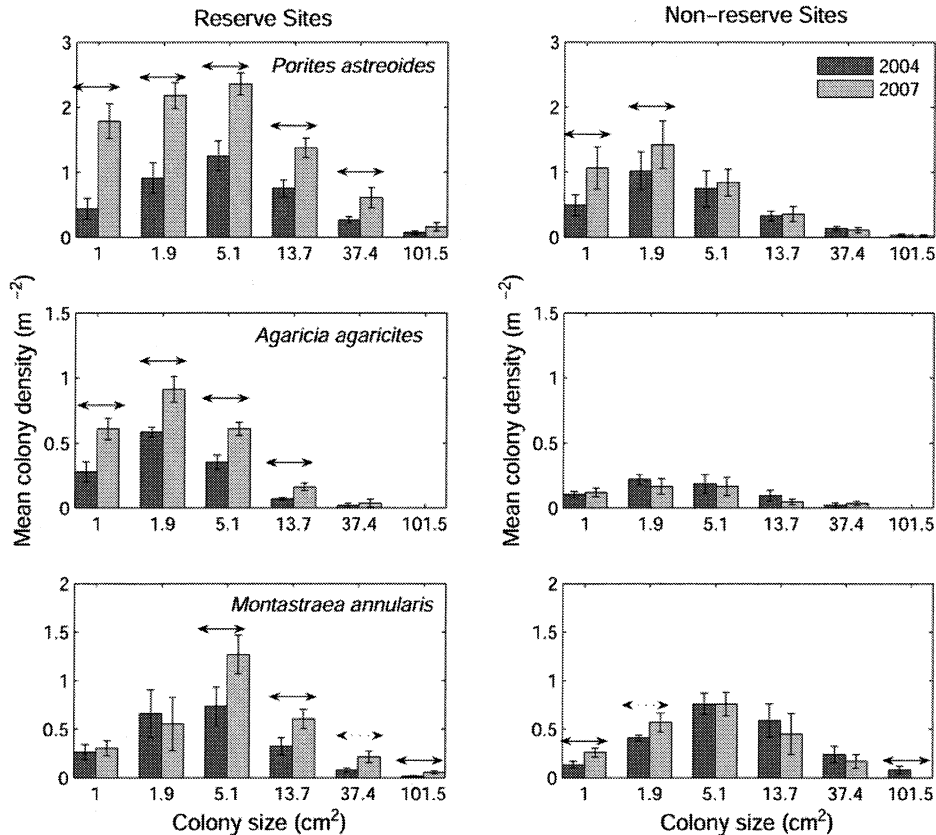 Reserve Sites
Non-reserve Sites
Mean colony density (m⁻²)
3
2
1
0
Porites astreoides
1 1.9 5.1 13.7 37.4 101.5
3
2
1
0
2004
2007
1 1.9 5.1 13.7 37.4 101.5
1.5
1
0.5
0
Agaricia agaricites
1 1.9 5.1 13.7 37.4 101.5
Mean colony density (m⁻²)
1.5
1
0.5
0
1 1.9 5.1 13.7 37.4 101.5
2
1.5
1
0.5
0
Montastraea annularis
1 1.9 5.1 13.7 37.4 101.5
Colony size (cm²)
2
1.5
1
0.5
0
1 1.9 5.1 13.7 37.4 101.5
Colony size (cm²)